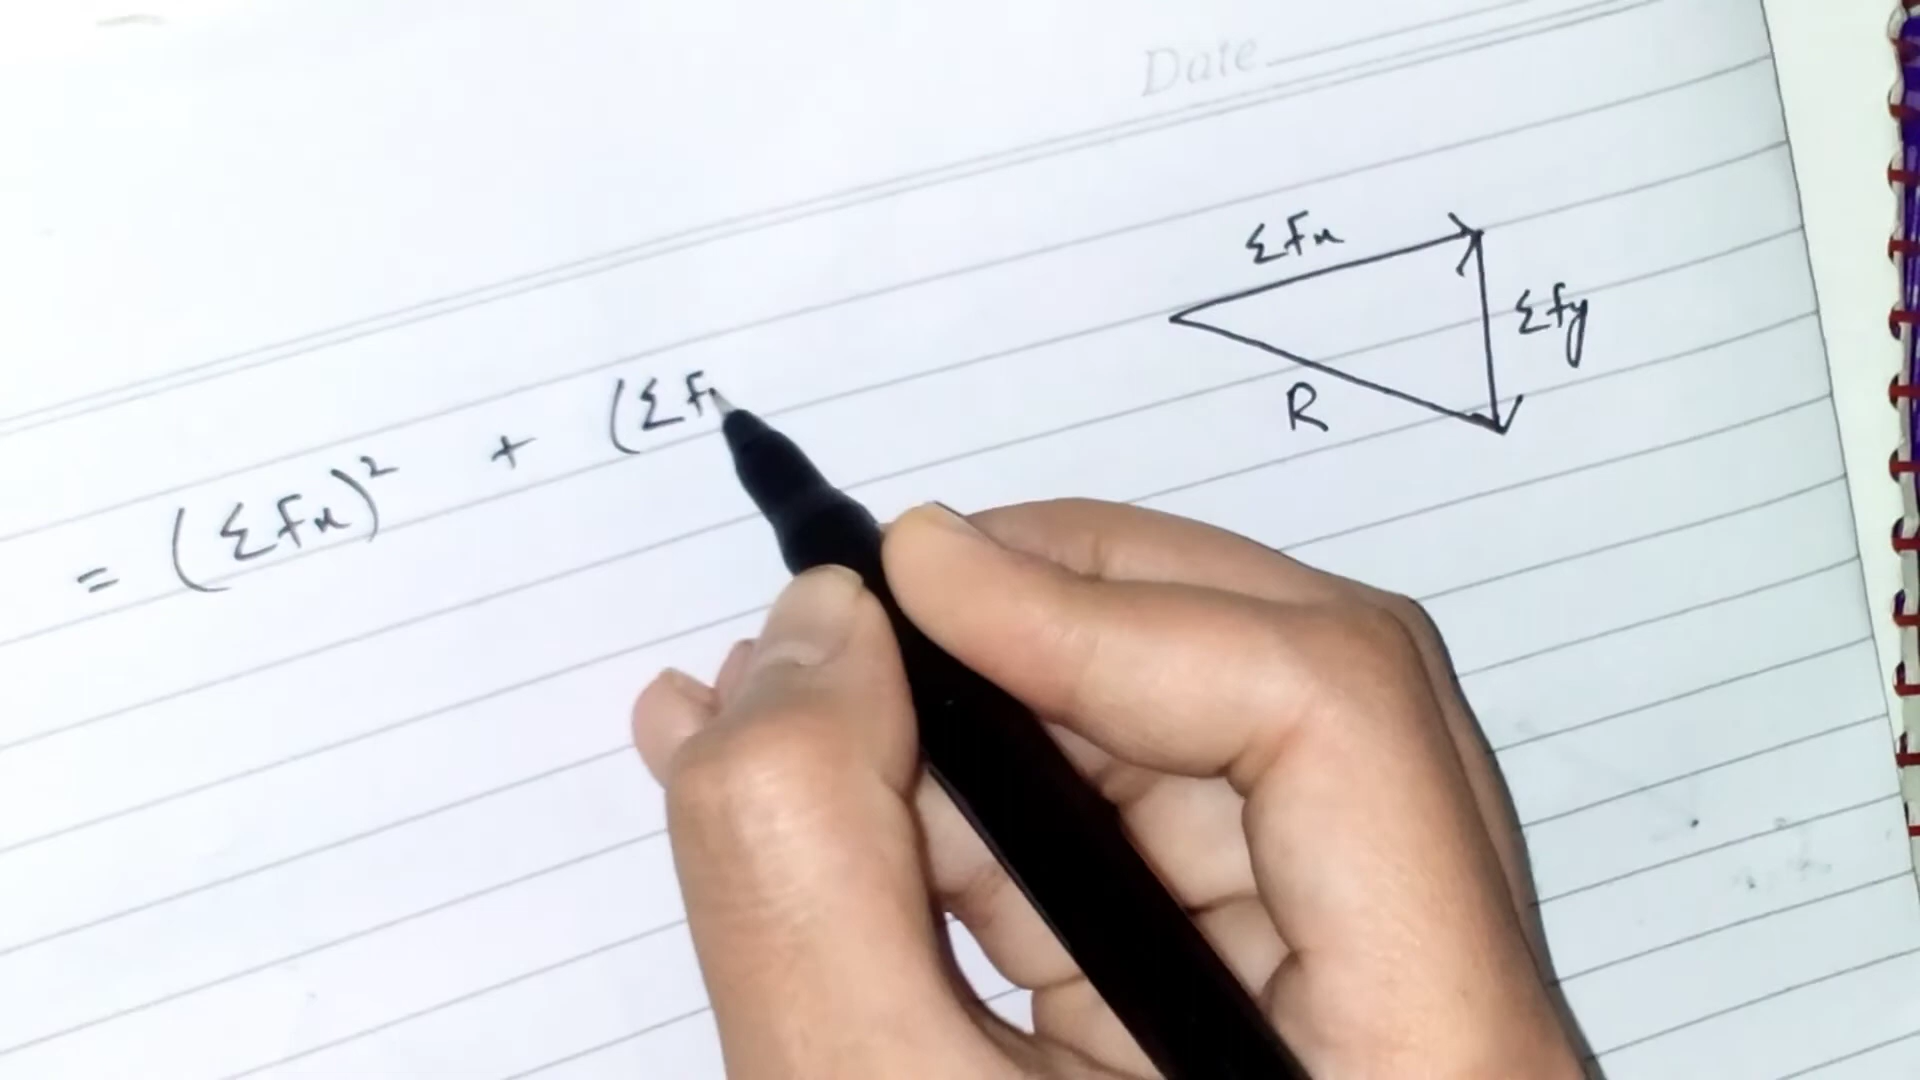 Date
Σfx
Σfy
R
= (Σfx)² + (Σf